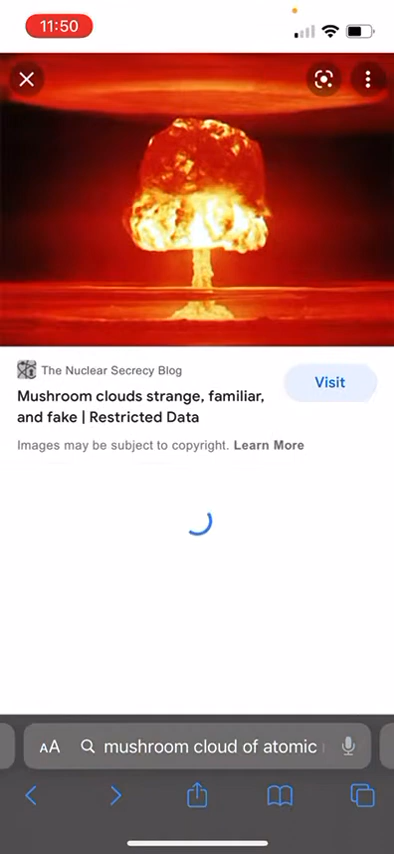 11:50
The Nuclear Secrecy Blog
Mushroom clouds strange, familiar,
and fake | Restricted Data
Visit
Images may be subject to copyright. Learn More
AA mushroom cloud of atomic